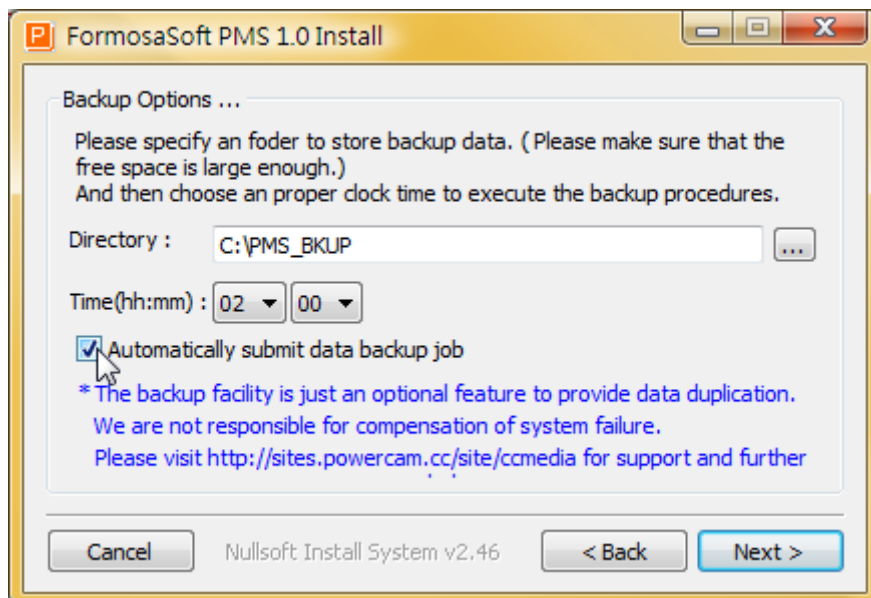 P FormosaSoft PMS 1.0 Install
Backup Options ...
Please specify an foder to store backup data. ( Please make sure that the
free space is large enough.)
And then choose an proper clock time to execute the backup procedures.
Directory : C:\PMS_BKUP ...
Time(hh:mm) : 02 00
Automatically submit data backup job
* The backup facility is just an optional feature to provide data duplication.
We are not responsible for compensation of system failure.
Please visit http://sites.powercam.cc/site/ccmedia for support and further
Cancel Nullsoft Install System v2.46 < Back Next >